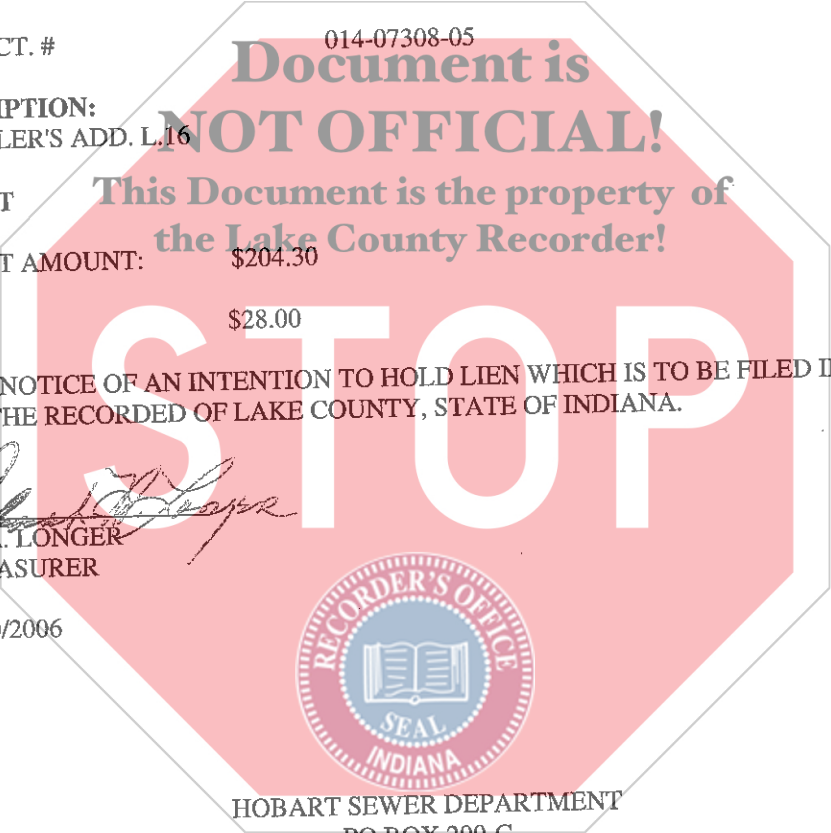 CT. # 014-07308-05
Document is
IPTION:
NOT OFFICIAL!
LER'S ADD. L.16
This Document is the property of
T
the Lake County Recorder!
T AMOUNT: $204.30
$28.00
NOTICE OF AN INTENTION TO HOLD LIEN WHICH IS TO BE FILED I
THE RECORDED OF LAKE COUNTY, STATE OF INDIANA.
STOP
. LONGER
ASURER
/2006
RECORDER'S OFFICE
SEAL
INDIANA
HOBART SEWER DEPARTMENT
PO BOX 209-C